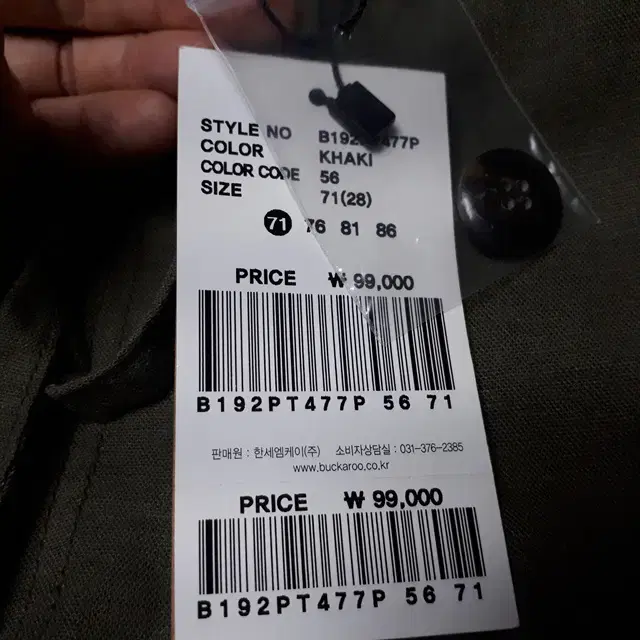 STYLE NO B192PT477P
COLOR KHAKI
COLOR CODE 56
SIZE 71(28)
71 76 81 86
PRICE ₩ 99,000
B192PT477P 56 71
판매원 : 한세엠케이(주) 소비자상담실 : 031-376-2385
www.buckaroo.co.kr
PRICE ₩ 99,000
B192PT477P 56 71